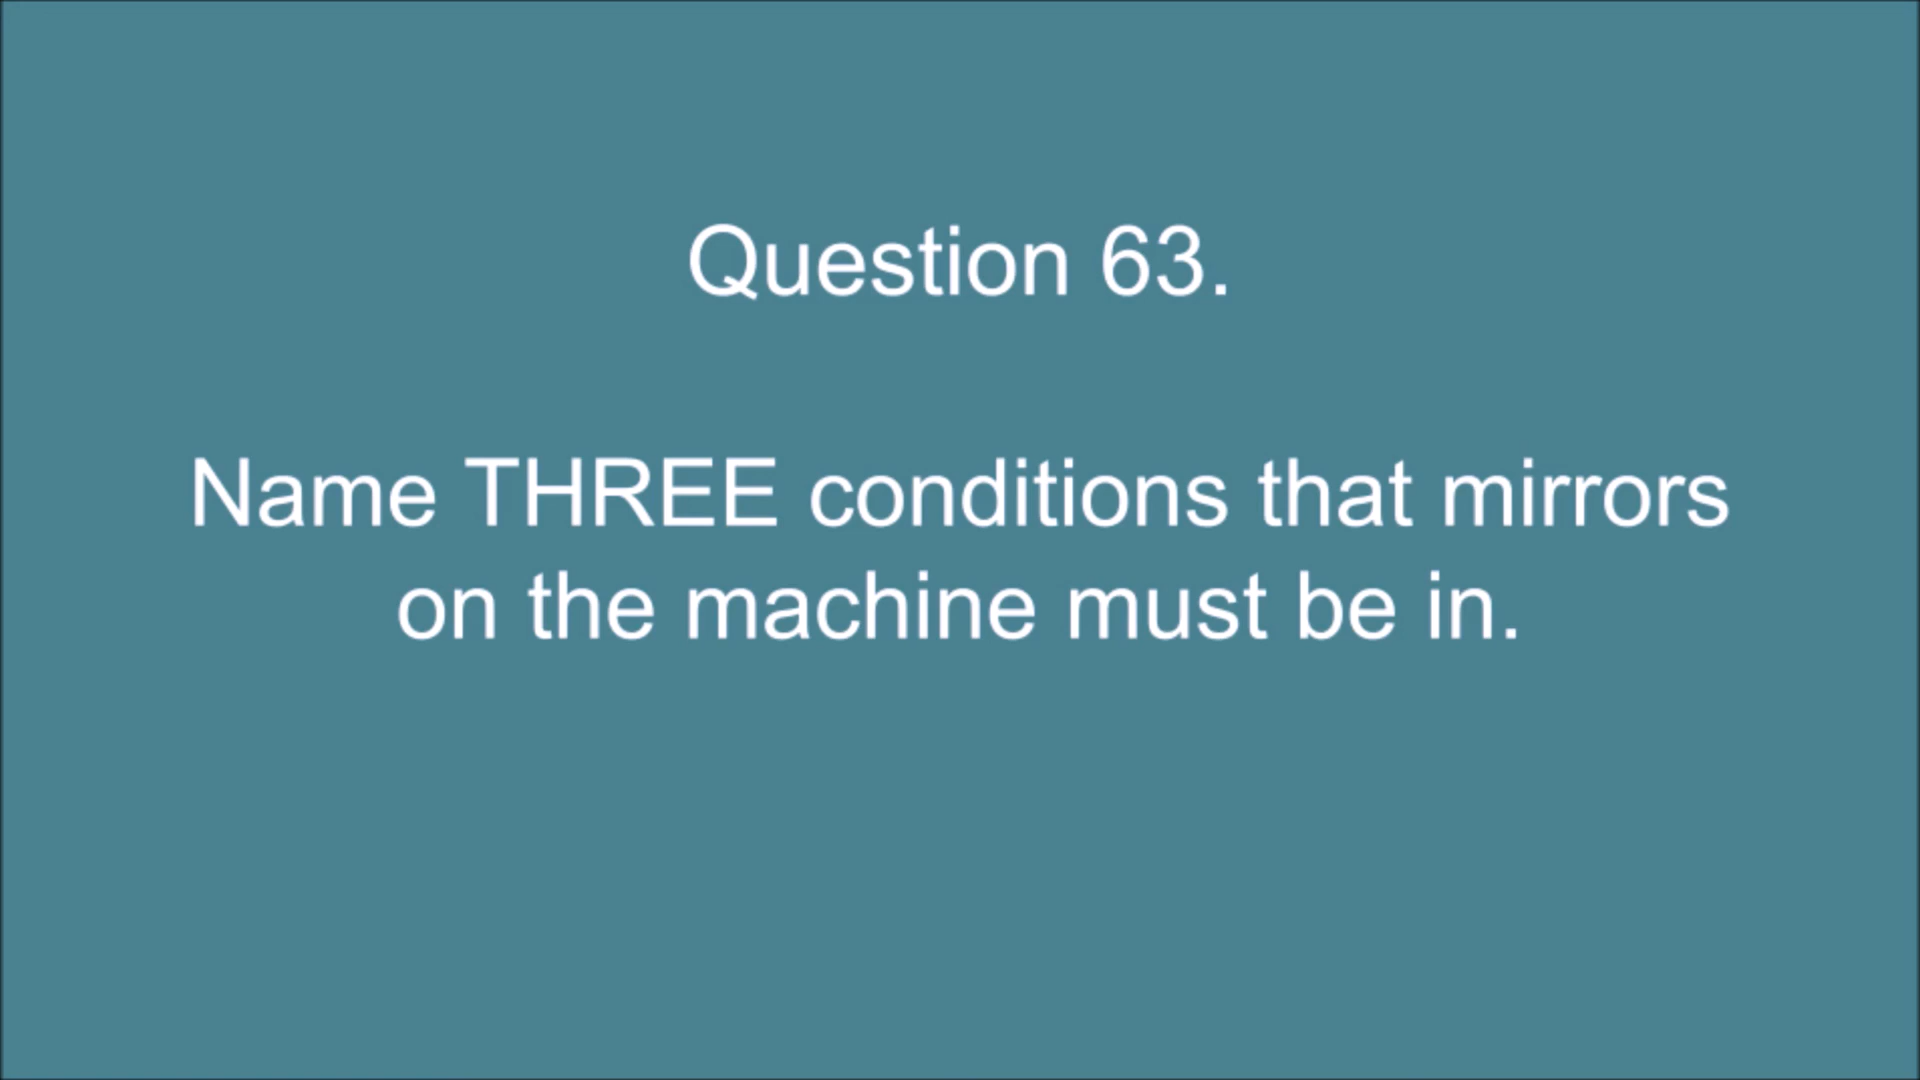 Question 63.
Name THREE conditions that mirrors
on the machine must be in.